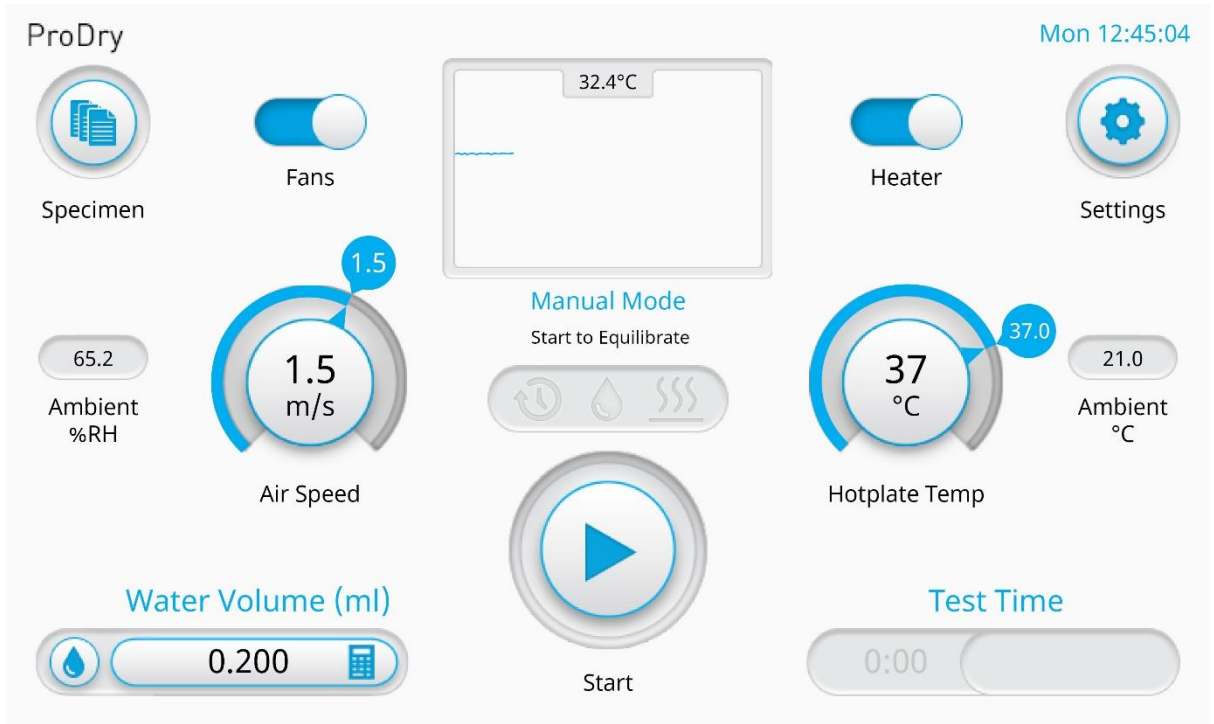 ProDry
Mon 12:45:04
32.4°C
Specimen
Fans
Heater
Settings
1.5
1.5
m/s
Air Speed
65.2
Ambient
%RH
Manual Mode
Start to Equilibrate
37.0
37
°C
Hotplate Temp
21.0
Ambient
°C
Water Volume (ml)
0.200
Start
Test Time
0:00